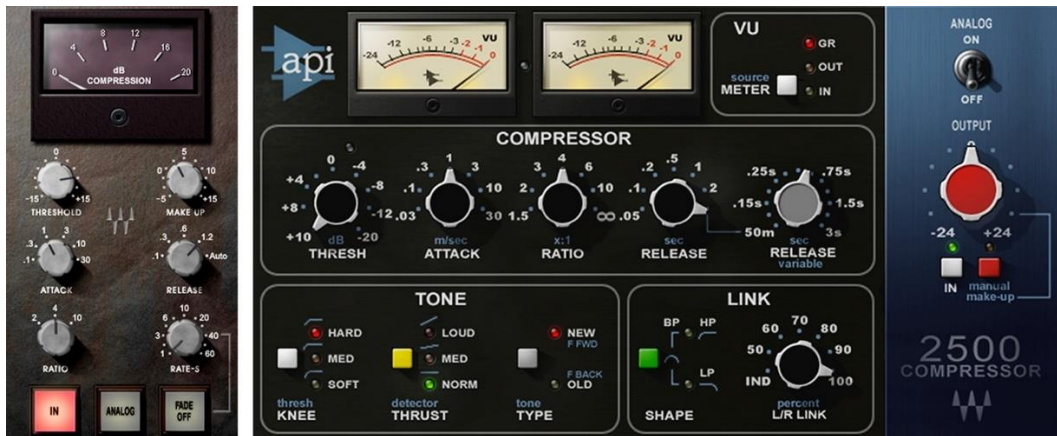 0 4 8 12 16 20
dB
COMPRESSION
-15 0 +15
THRESHOLD
-5 0 5 10 +15
MAKE UP
.1 .3 1 3 10 30
ATTACK
.1 .3 .6 1.2 Auto
RELEASE
2 4 10
RATIO
1 3 6 10 20 40 60
RATE-S
IN
ANALOG
FADE
OFF
api
-24 -12 -6 -3 -2 -1 0
VU
-24 -12 -6 -3 -2 -1 0
VU
VU
source
METER
GR
OUT
IN
COMPRESSOR
+10 +8 +4 0 -4 -8 -12 -20
dB
THRESH
.03 .1 .3 1 3 10 30
m/sec
ATTACK
1.5 2 3 4 6 10 ∞
x:1
RATIO
.05 .1 .2 .5 1 2
sec
RELEASE
50m .15s .25s .75s 1.5s 3s
sec
RELEASE
variable
TONE
HARD
MED
SOFT
thresh
KNEE
LOUD
MED
NORM
detector
THRUST
NEW
F FWD
F BACK
OLD
tone
TYPE
LINK
BP HP
LP
SHAPE
IND 50 60 70 80 90 100
percent
L/R LINK
ANALOG
ON
OFF
OUTPUT
-24 +24
IN
manual
make-up
2500
COMPRESSOR